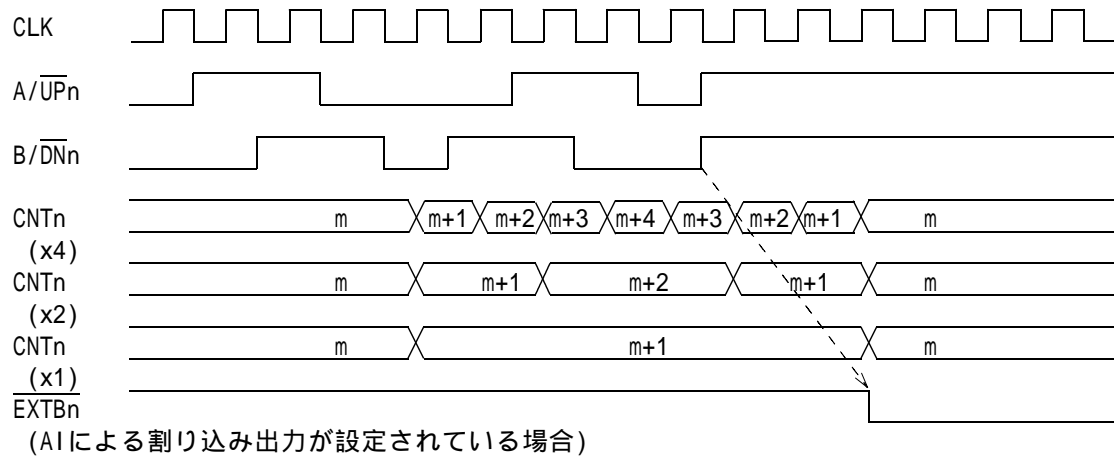 CLK
A/UPn
B/DNn
CNTn m m+1 m+2 m+3 m+4 m+3 m+2 m+1 m
(x4)
CNTn m m+1 m+2 m+1 m
(x2)
CNTn m m+1 m
(x1)
EXTBn
(AIによる割り込み出力が設定されている場合)